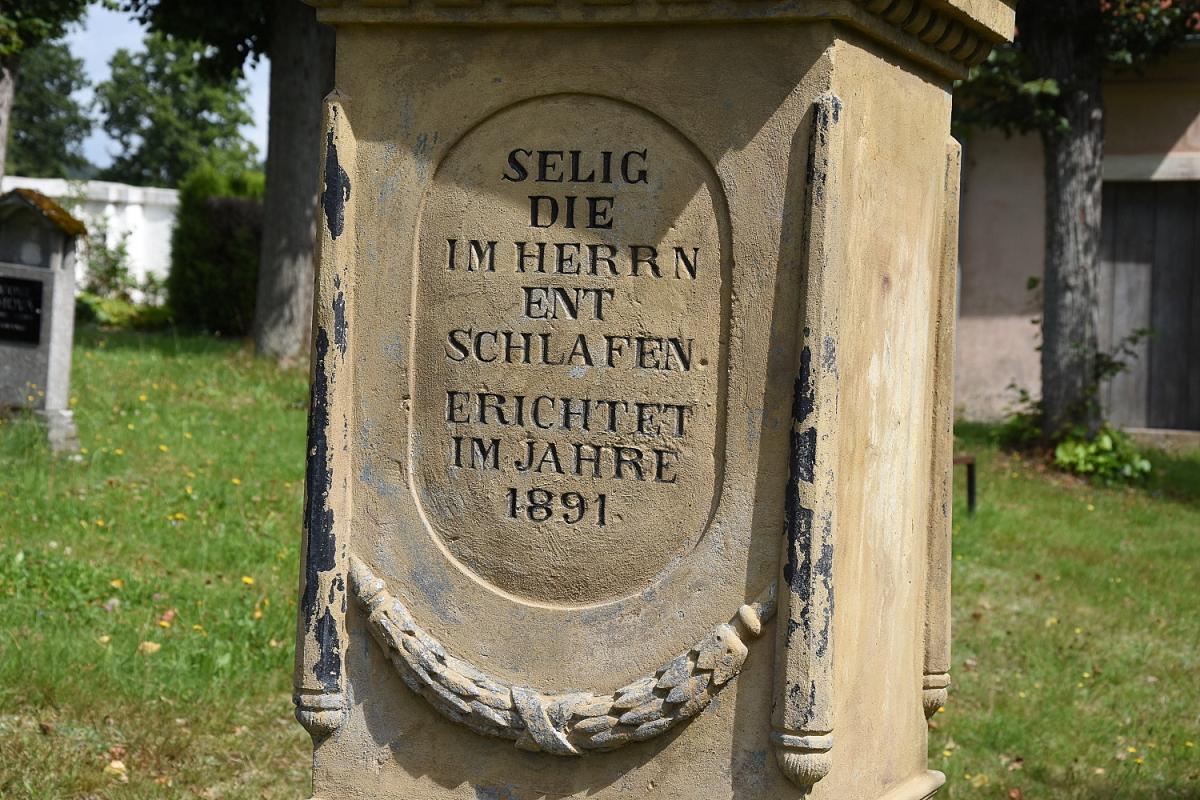 SELIG
DIE
IM HERRN
ENT
SCHLAFEN.
ERICHTET
IM JAHRE
1891